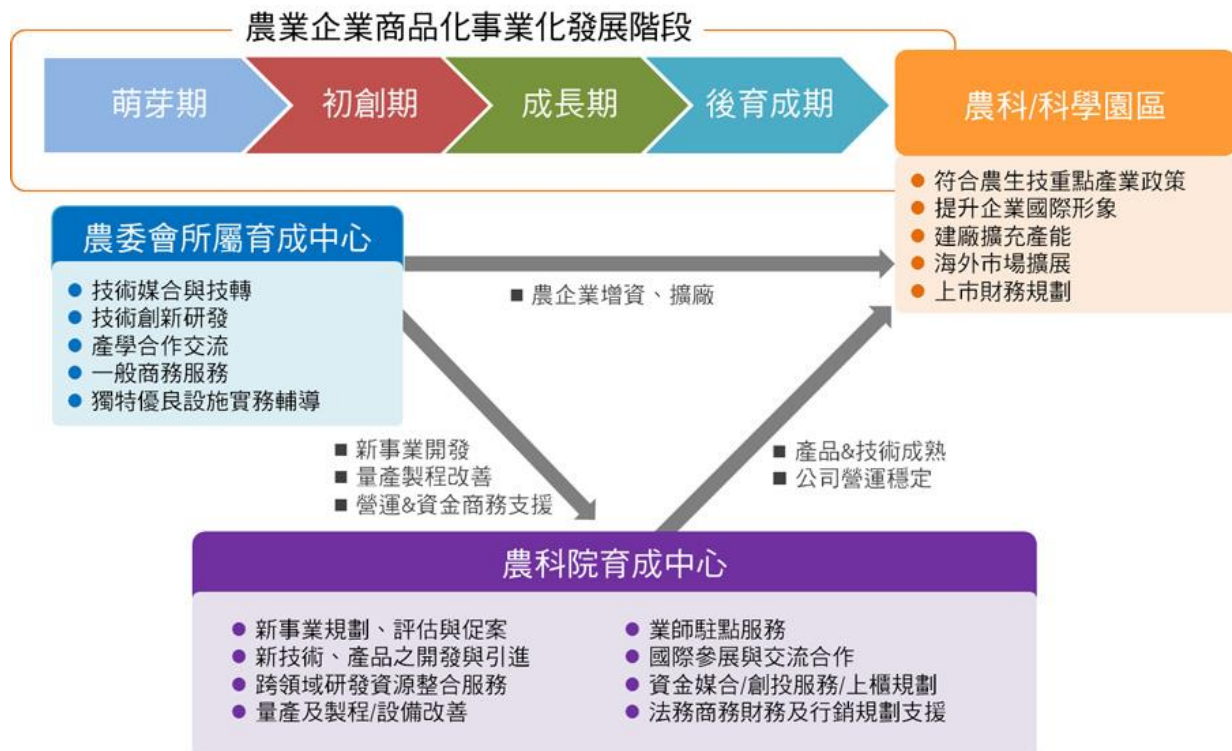 農業企業商品化事業化發展階段
萌芽期
初創期
成長期
後育成期
農科/科學園區
● 符合農生技重點產業政策
● 提升企業國際形象
● 建廠擴充產能
● 海外市場擴展
● 上市財務規劃
農委會所屬育成中心
● 技術媒合與技轉
● 技術創新研發
● 產學合作交流
● 一般商務服務
● 獨特優良設施實務輔導
■ 農企業增資、擴廠
■ 新事業開發
■ 量產製程改善
■ 營運&資金商務支援
■ 產品&技術成熟
■ 公司營運穩定
農科院育成中心
● 新事業規劃、評估與促案
● 新技術、產品之開發與引進
● 跨領域研發資源整合服務
● 量產及製程/設備改善
● 業師駐點服務
● 國際參展與交流合作
● 資金媒合/創投服務/上櫃規劃
● 法務商務財務及行銷規劃支援